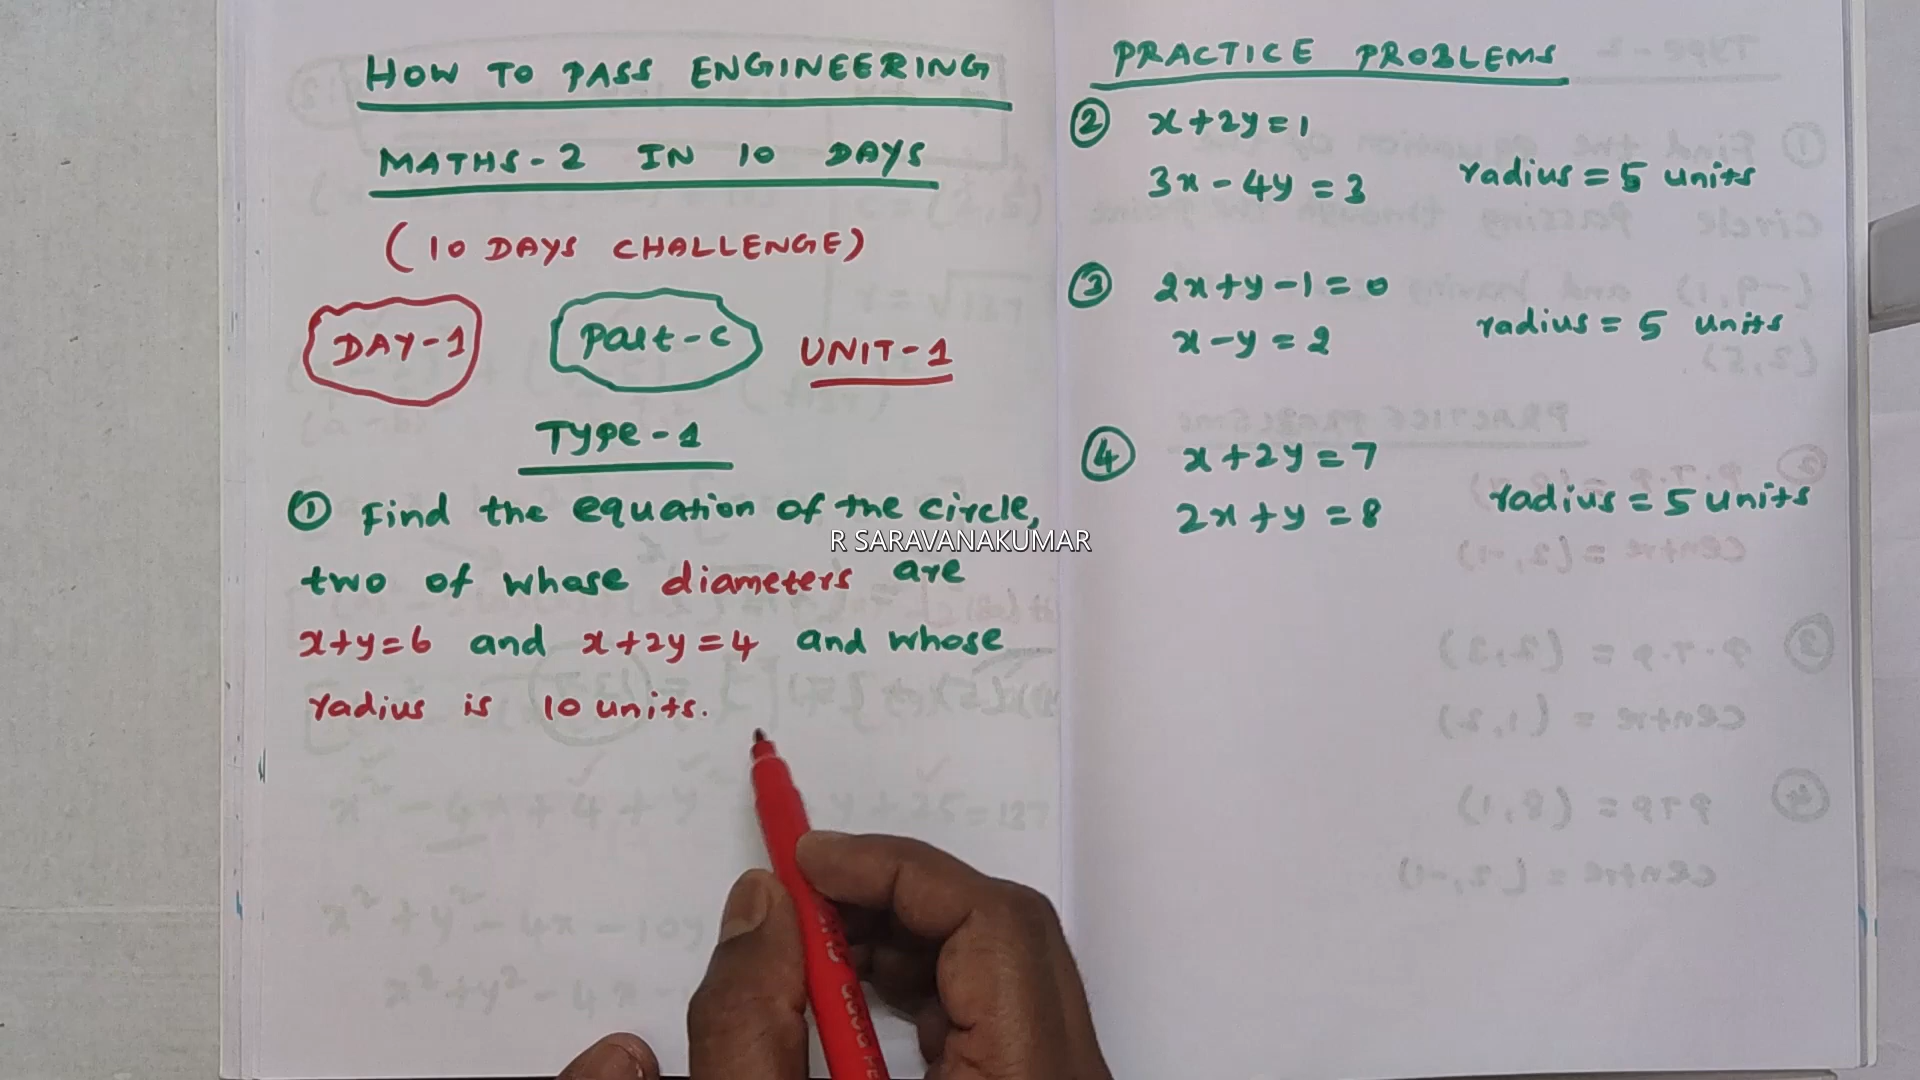 HOW TO PASS ENGINEERING
MATHS-2 IN 10 DAYS
(10 DAYS CHALLENGE)
DAY-1 Part-C UNIT-1
TYPE-1
① Find the equation of the circle,
two of whose diameters are
x+y=6 and x+2y=4 and whose
radius is 10 units.
R SARAVANAKUMAR
PRACTICE PROBLEMS
② x+2y=1
3x-4y=3 radius=5 units
③ 2x+y-1=0
x-y=2 radius=5 units
④ x+2y=7
2x+y=8 radius=5 units